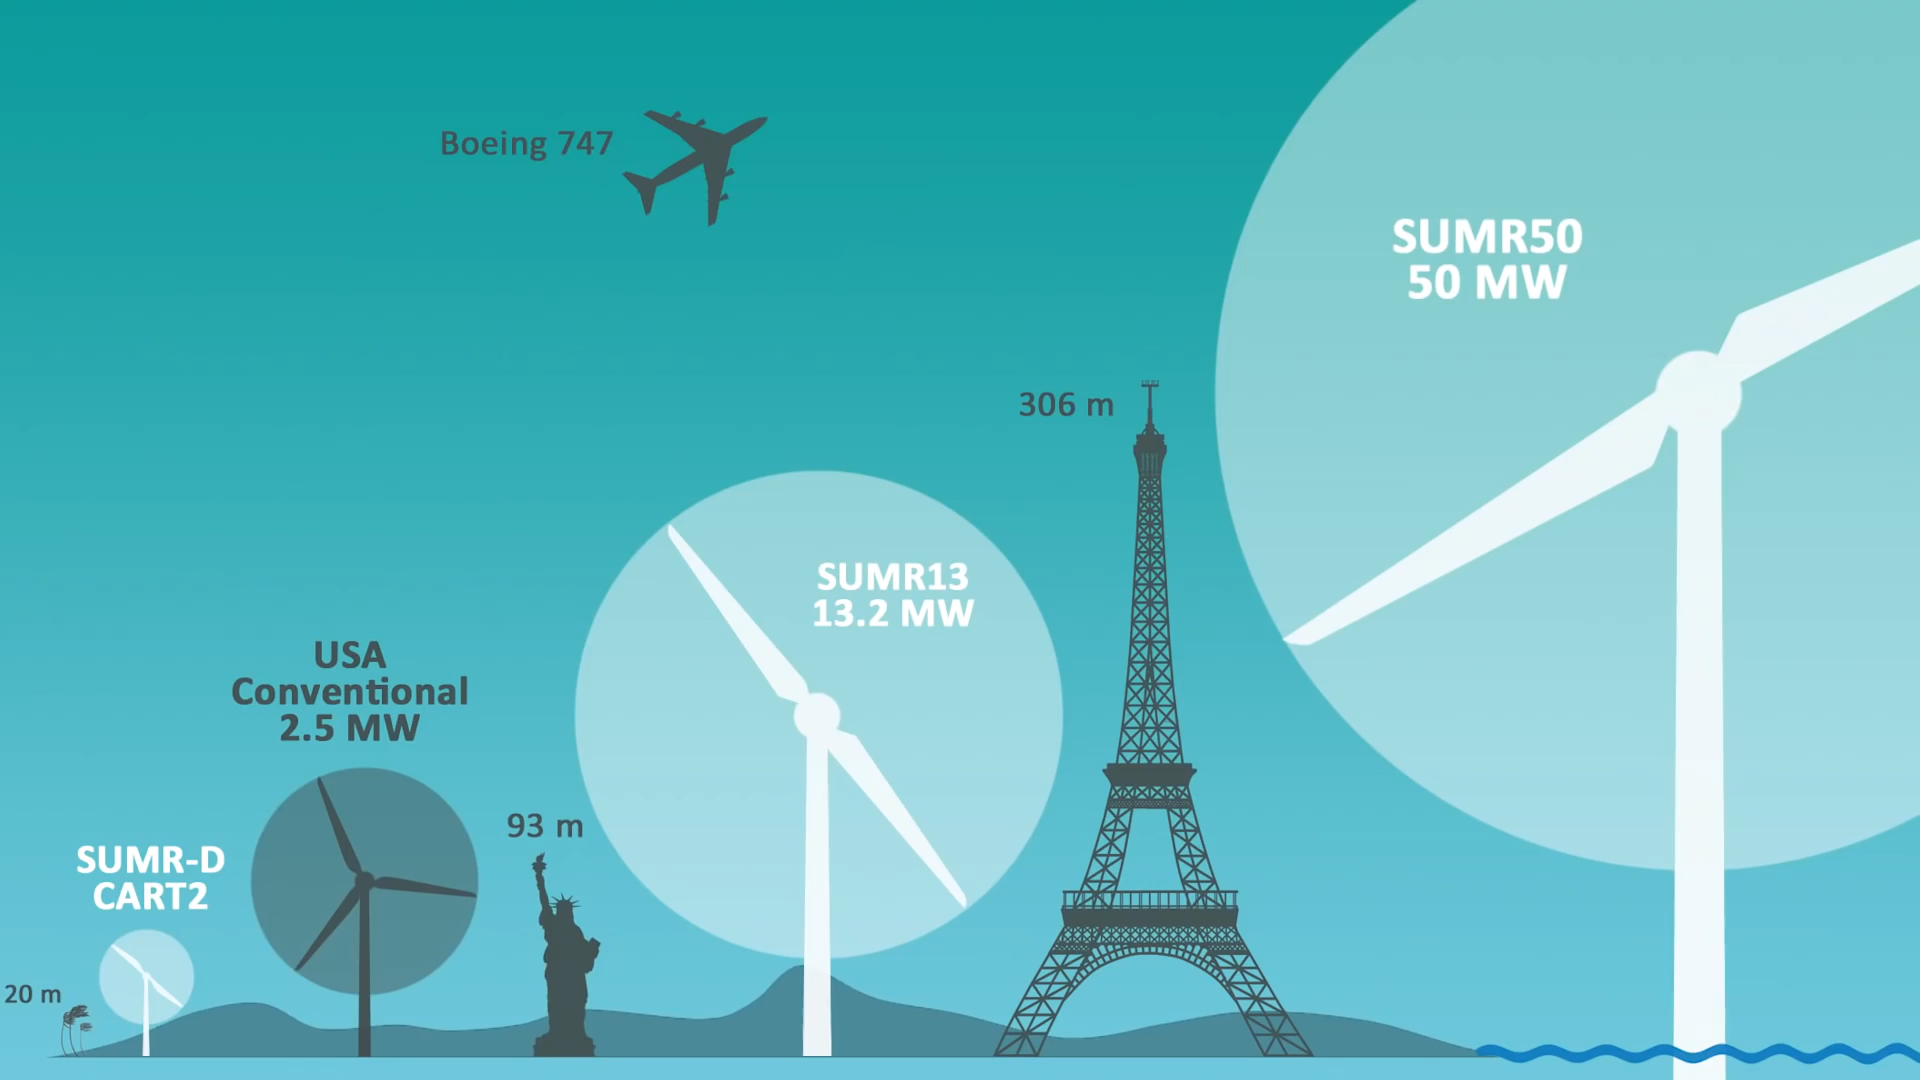 Boeing 747
SUMR50
50 MW
306 m
SUMR13
13.2 MW
USA
Conventional
2.5 MW
93 m
SUMR-D
CART2
20 m